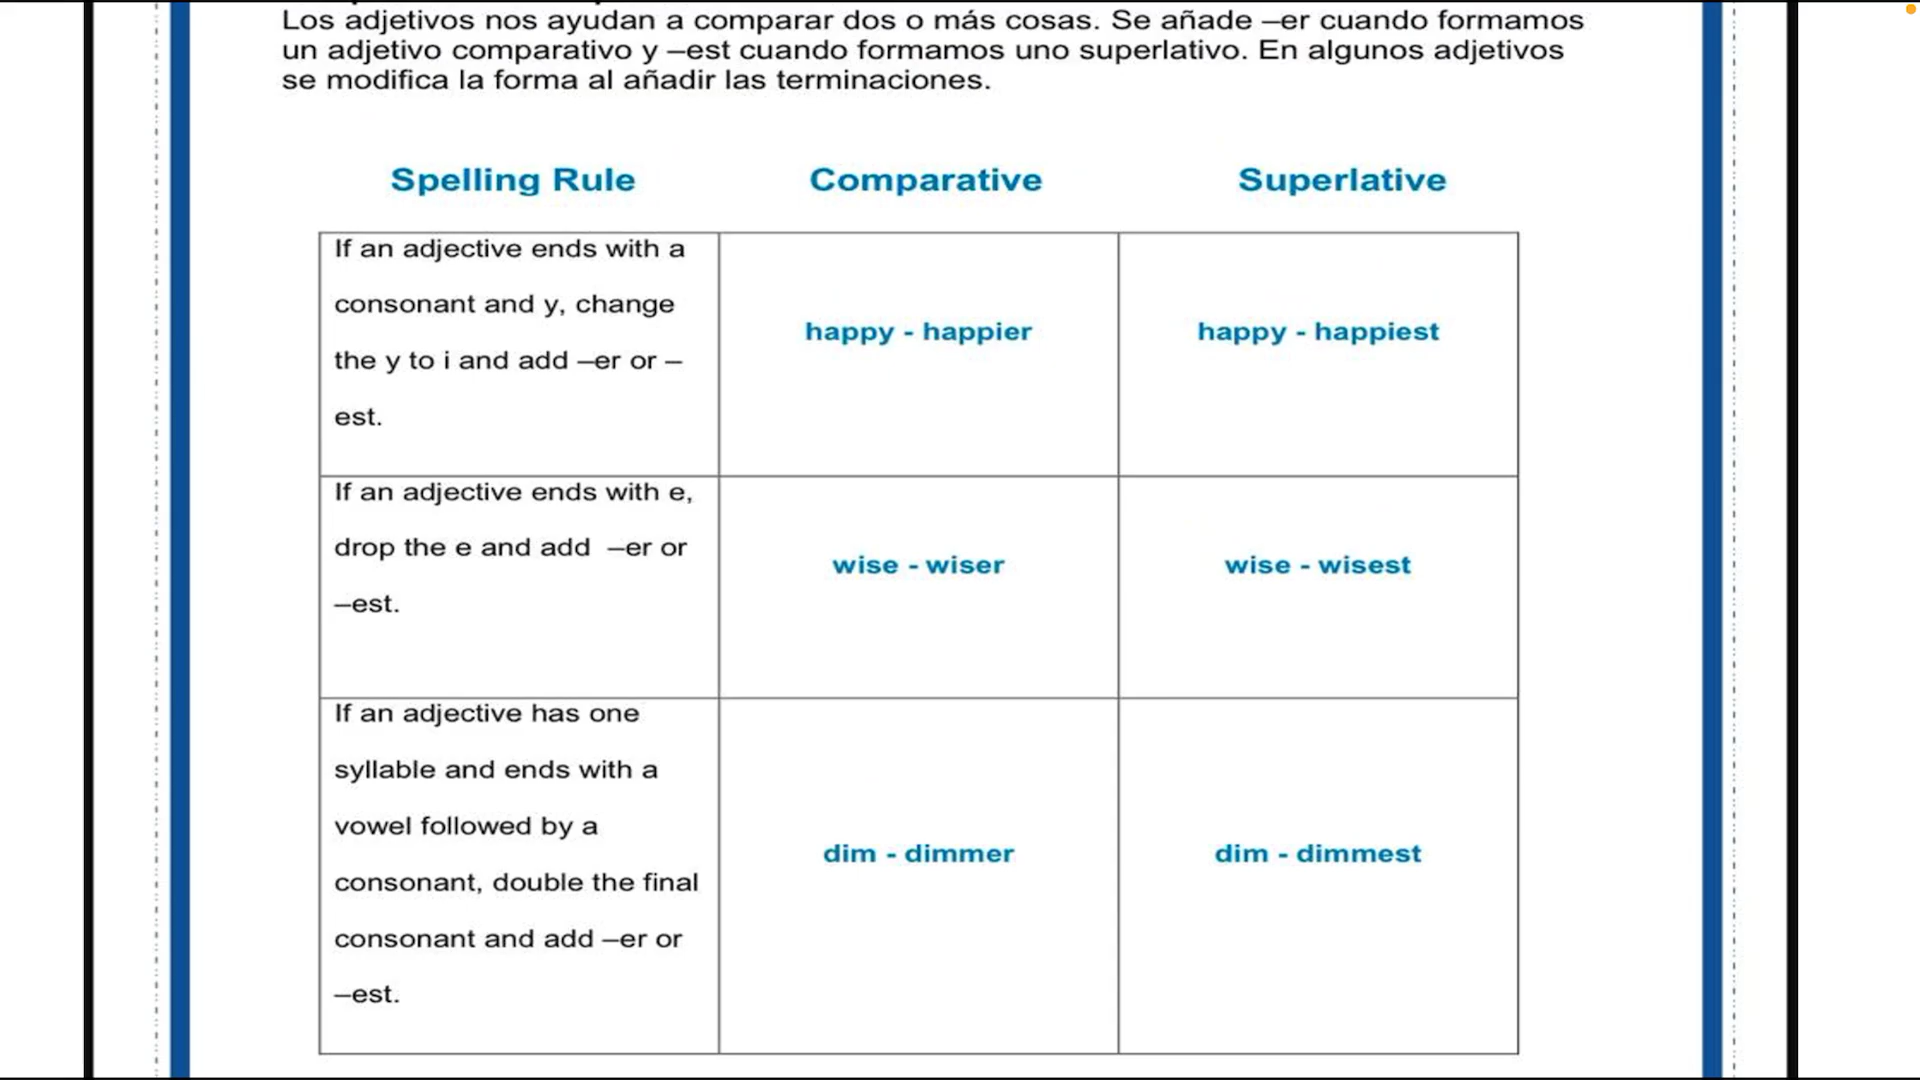 Los adjetivos nos ayudan a comparar dos o más cosas. Se añade –er cuando formamos
un adjetivo comparativo y –est cuando formamos uno superlativo. En algunos adjetivos
se modifica la forma al añadir las terminaciones.
Spelling Rule Comparative Superlative
If an adjective ends with a
consonant and y, change
the y to i and add –er or –
est.
happy - happier
happy - happiest
If an adjective ends with e,
drop the e and add –er or
–est.
wise - wiser
wise - wisest
If an adjective has one
syllable and ends with a
vowel followed by a
consonant, double the final
consonant and add –er or
–est.
dim - dimmer
dim - dimmest